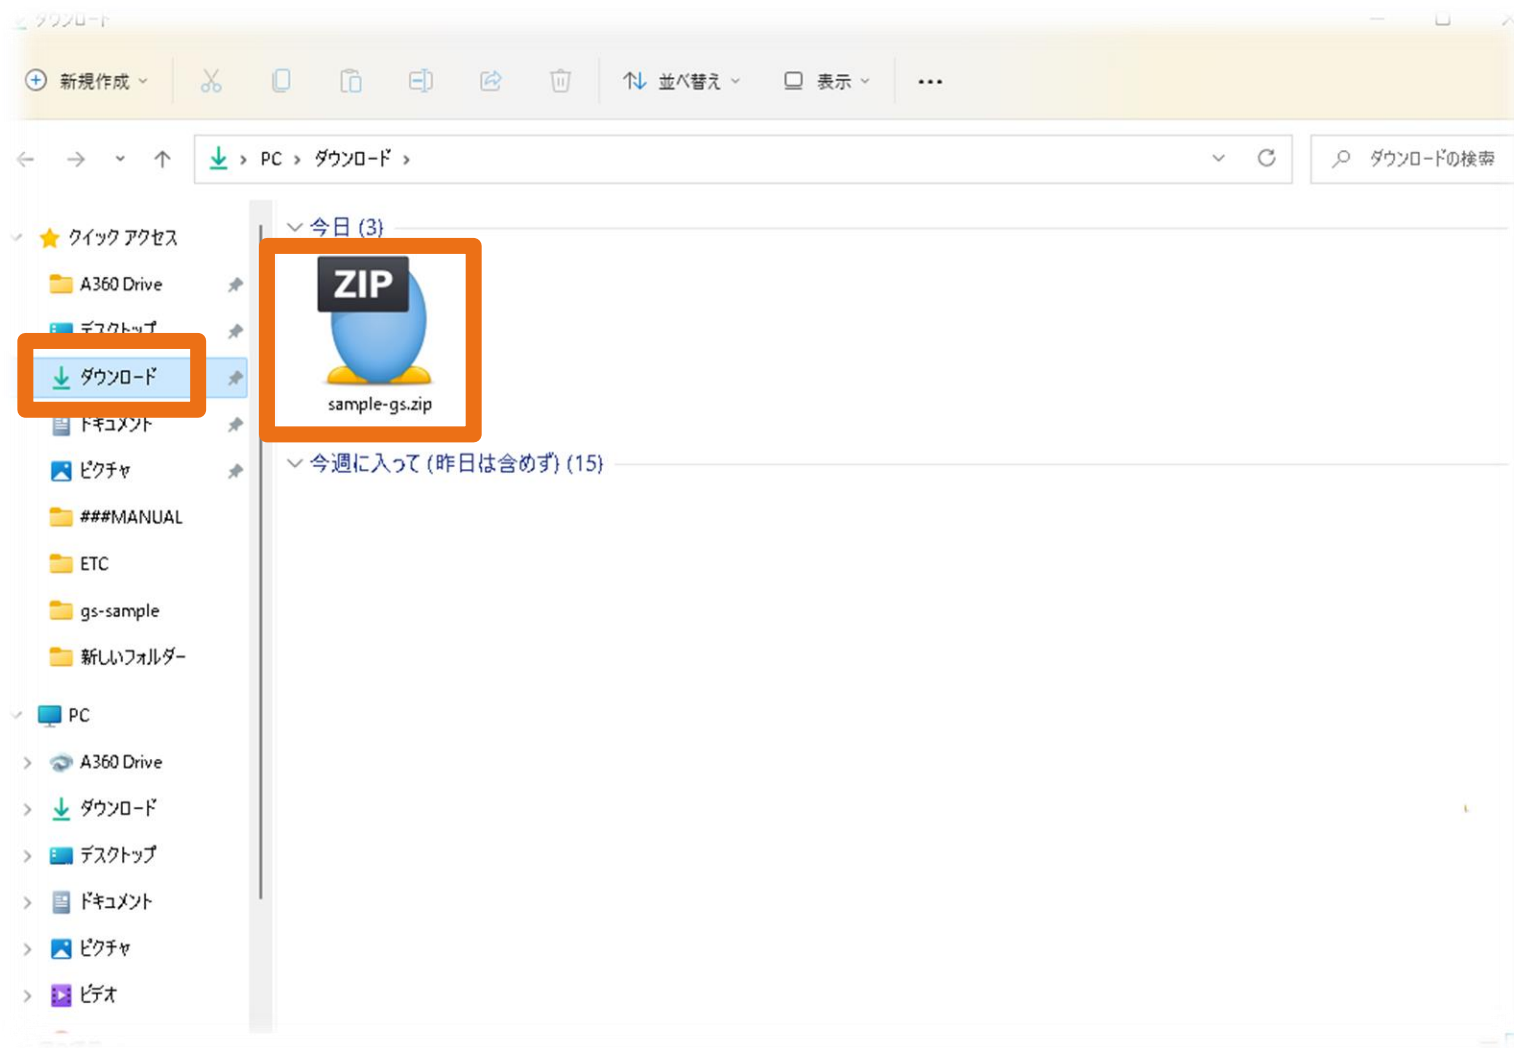 ダウンロード
新規作成
並べ替え
表示
PC
ダウンロード
ダウンロードの検索
クイック アクセス
A360 Drive
デスクトップ
ダウンロード
ドキュメント
ピクチャ
###MANUAL
ETC
gs-sample
新しいフォルダー
PC
A360 Drive
ダウンロード
デスクトップ
ドキュメント
ピクチャ
ビデオ
今日 (3)
ZIP
sample-gs.zip
今週に入って (昨日は含めず) (15)